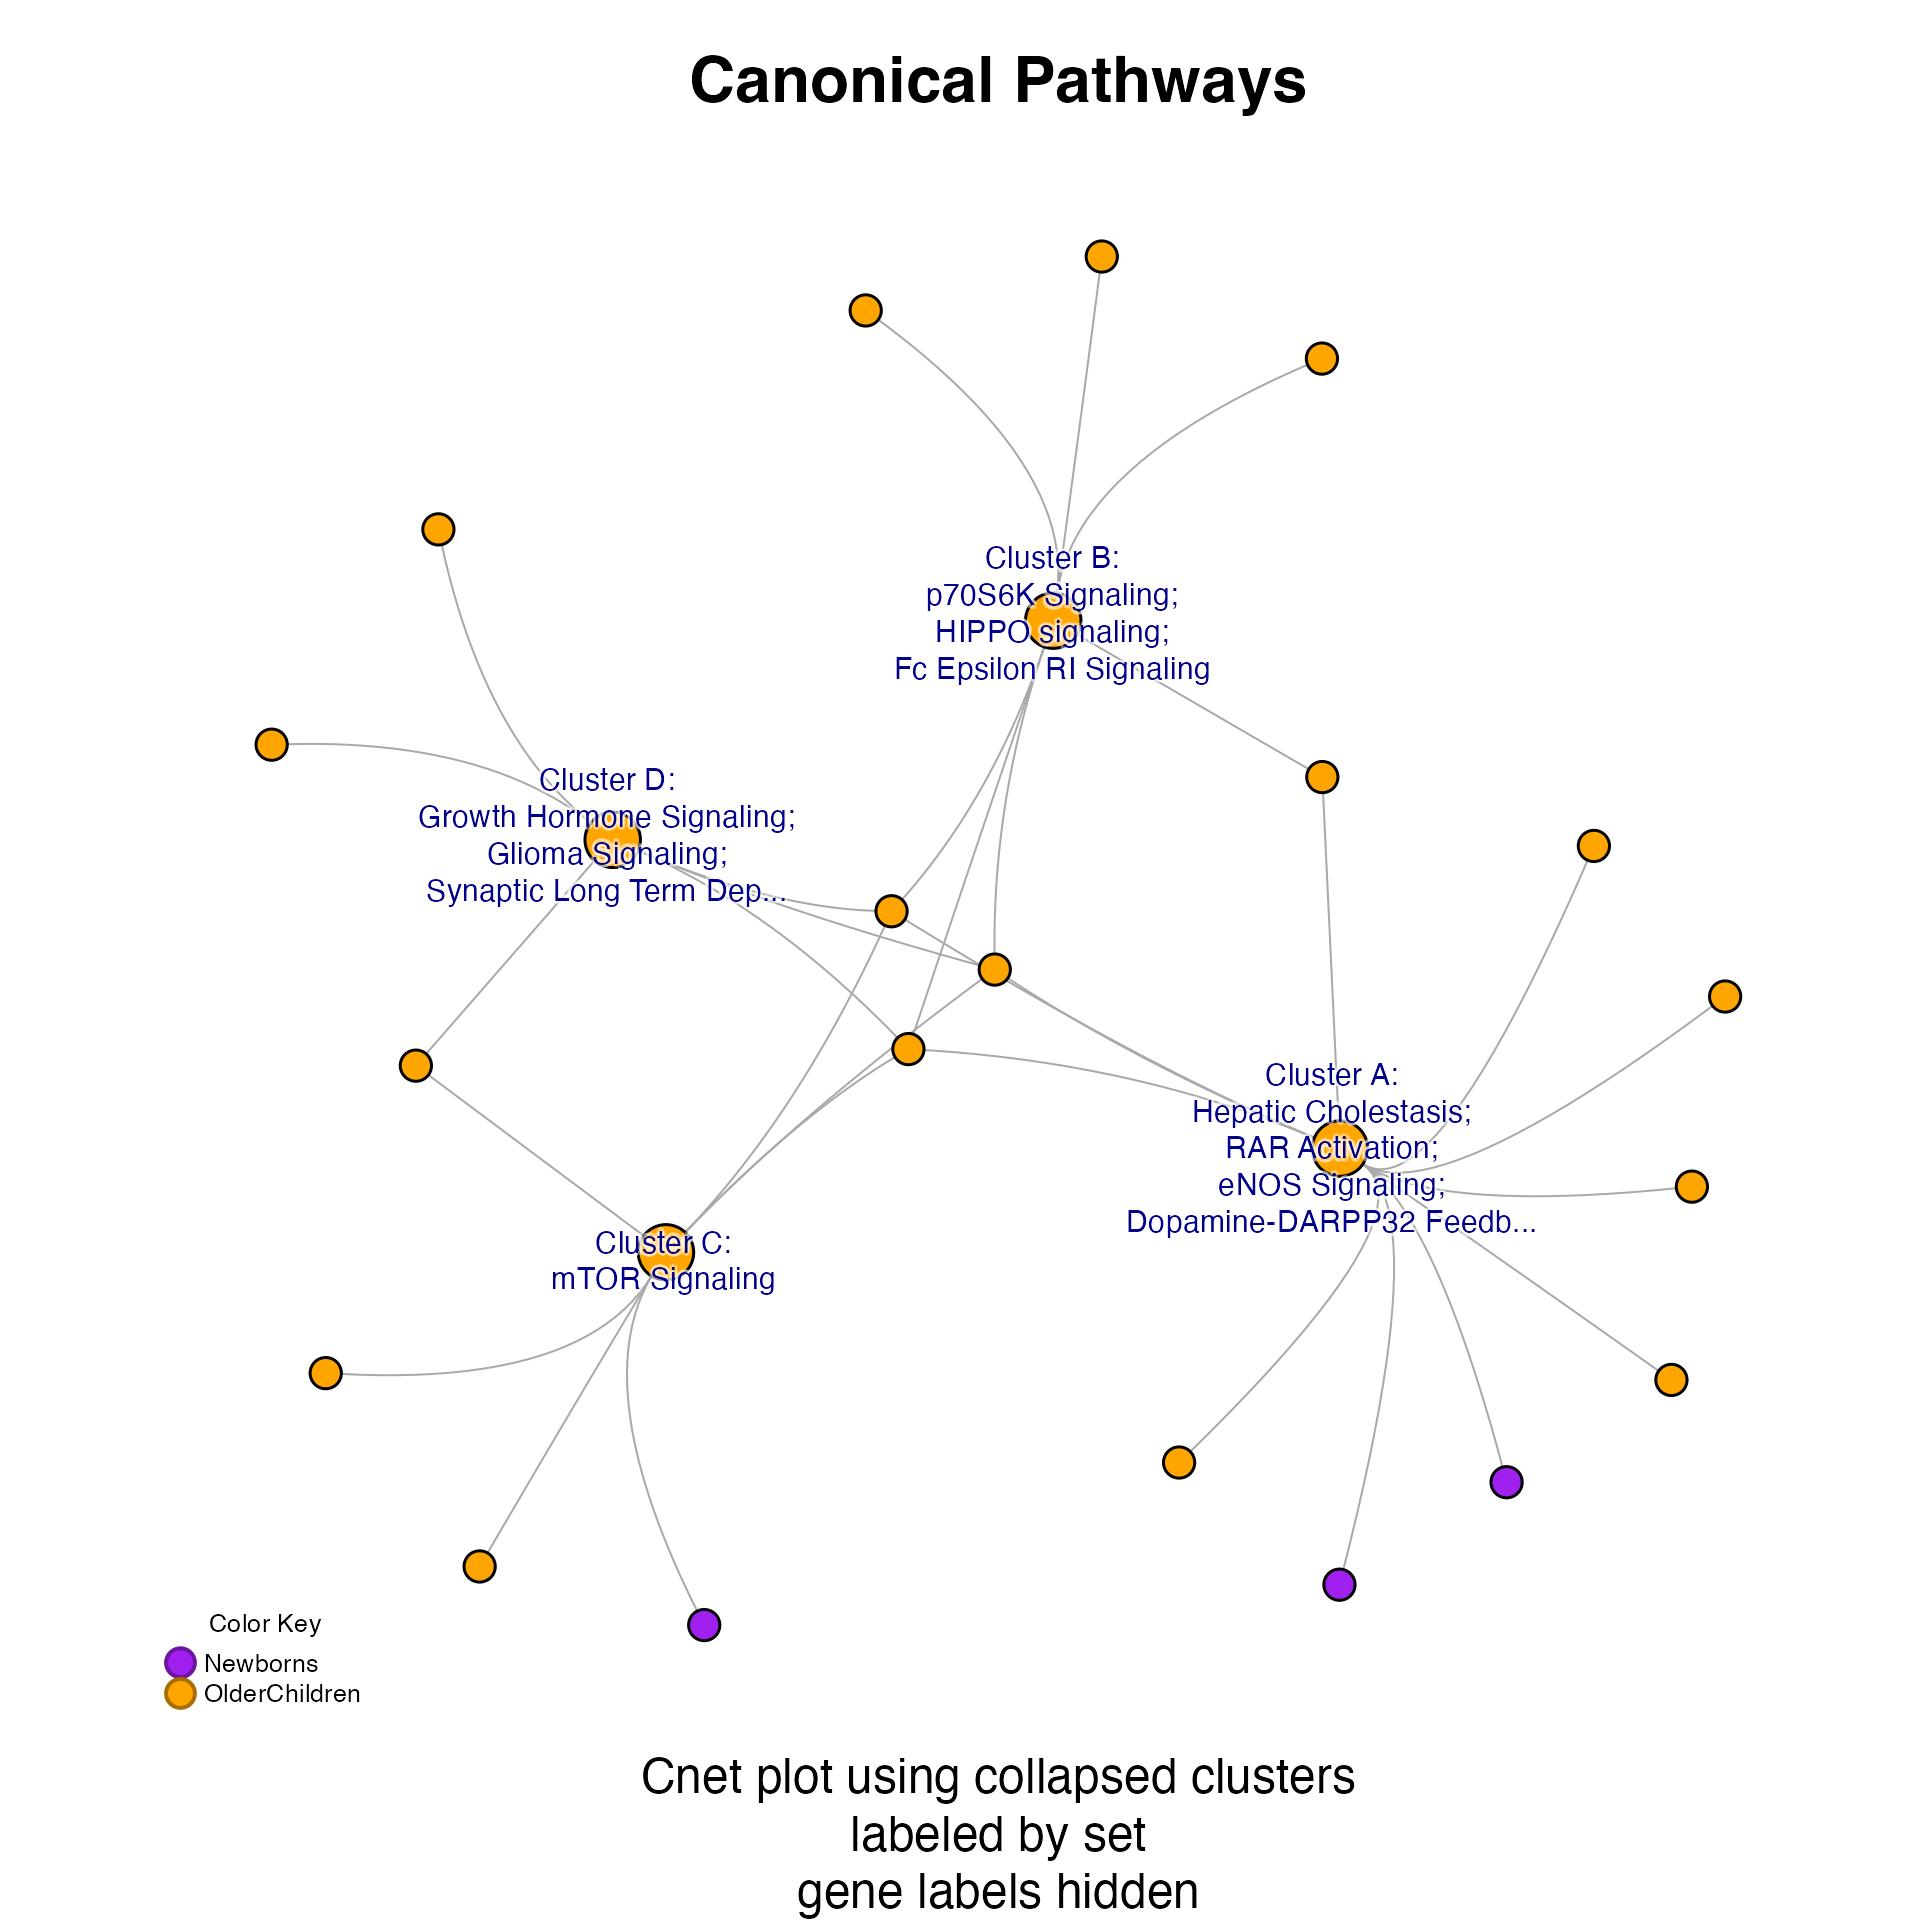 Canonical Pathways
Cluster B:
p70S6K Signaling;
HIPPO signaling;
Fc Epsilon RI Signaling
Cluster D:
Growth Hormone Signaling;
Glioma Signaling;
Synaptic Long Term Dep...
Cluster A:
Hepatic Cholestasis;
RAR Activation;
eNOS Signaling;
Dopamine-DARPP32 Feedb...
Cluster C:
mTOR Signaling
Color Key
Newborns
OlderChildren
Cnet plot using collapsed clusters
labeled by set
gene labels hidden